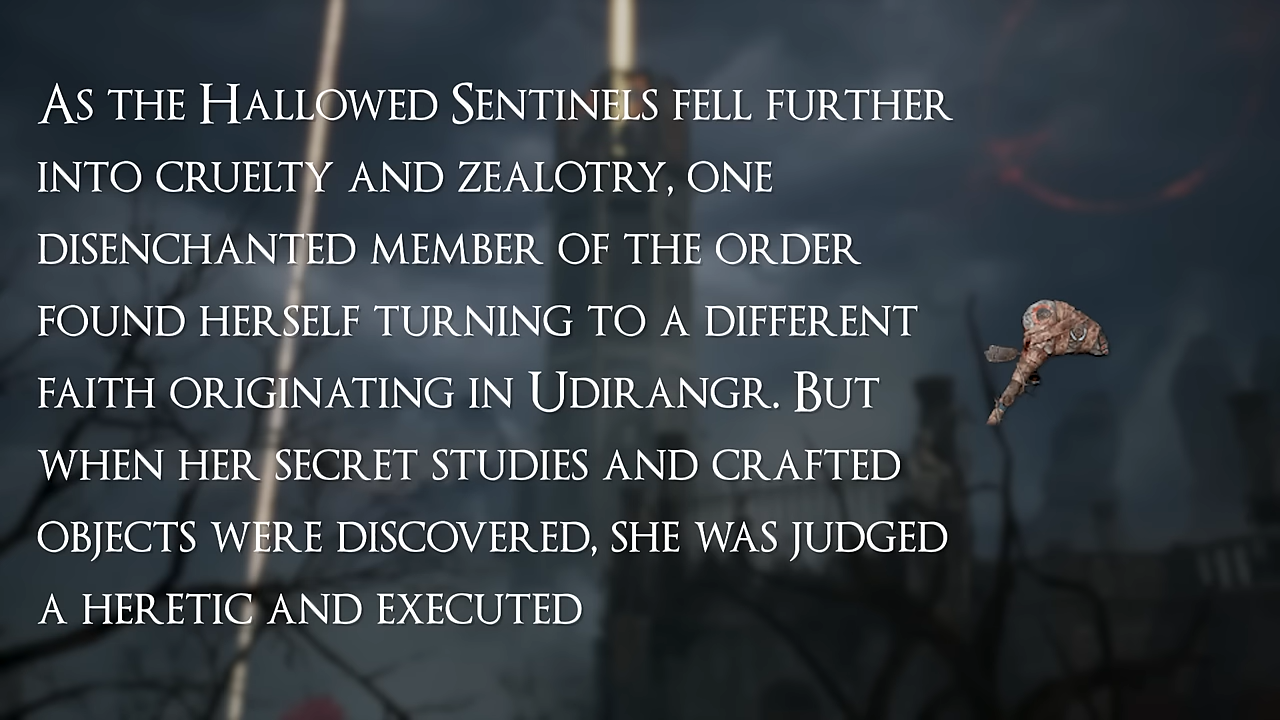 As the Hallowed Sentinels fell further
into cruelty and zealotry, one
disenchanted member of the order
found herself turning to a different
faith originating in Udirangr. But
when her secret studies and crafted
objects were discovered, she was judged
a heretic and executed